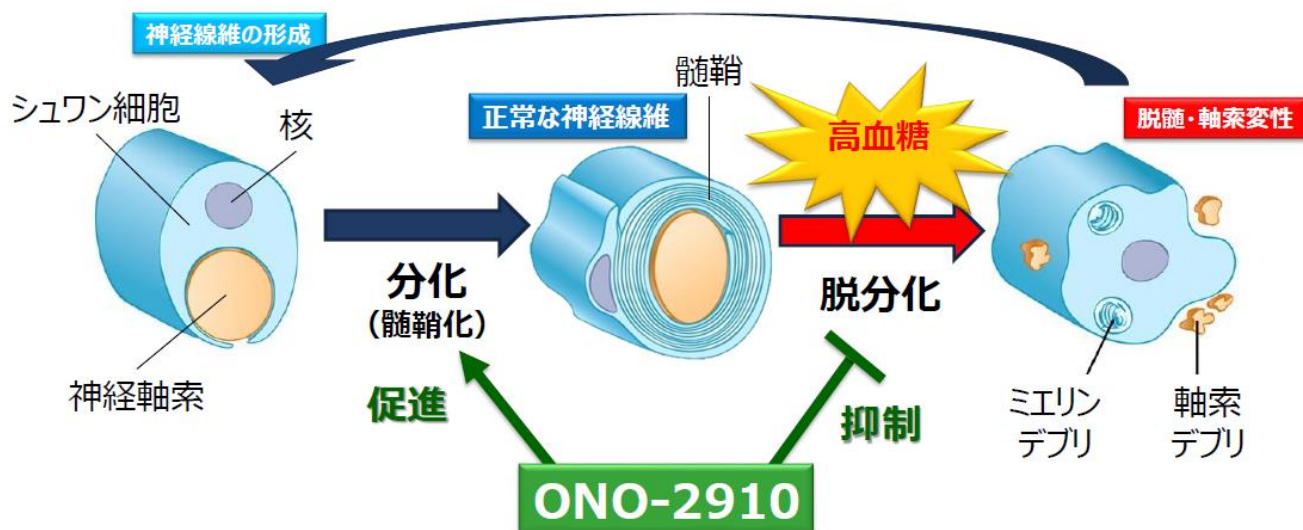 神経線維の形成
シュワン細胞
核
髄鞘
正常な神経線維
高血糖
脱髄・軸索変性
分化
(髄鞘化)
脱分化
神経軸索
促進
抑制
ミエリン
デブリ
軸索
デブリ
ONO-2910